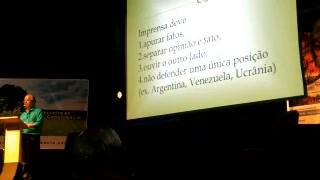 Imprensa deve
1.apurar fatos,
2.separar opinião e fato,
3.ouvir o outro lado,
4.não defender uma única posição
(ex. Argentina, Venezuela, Ucrânia)